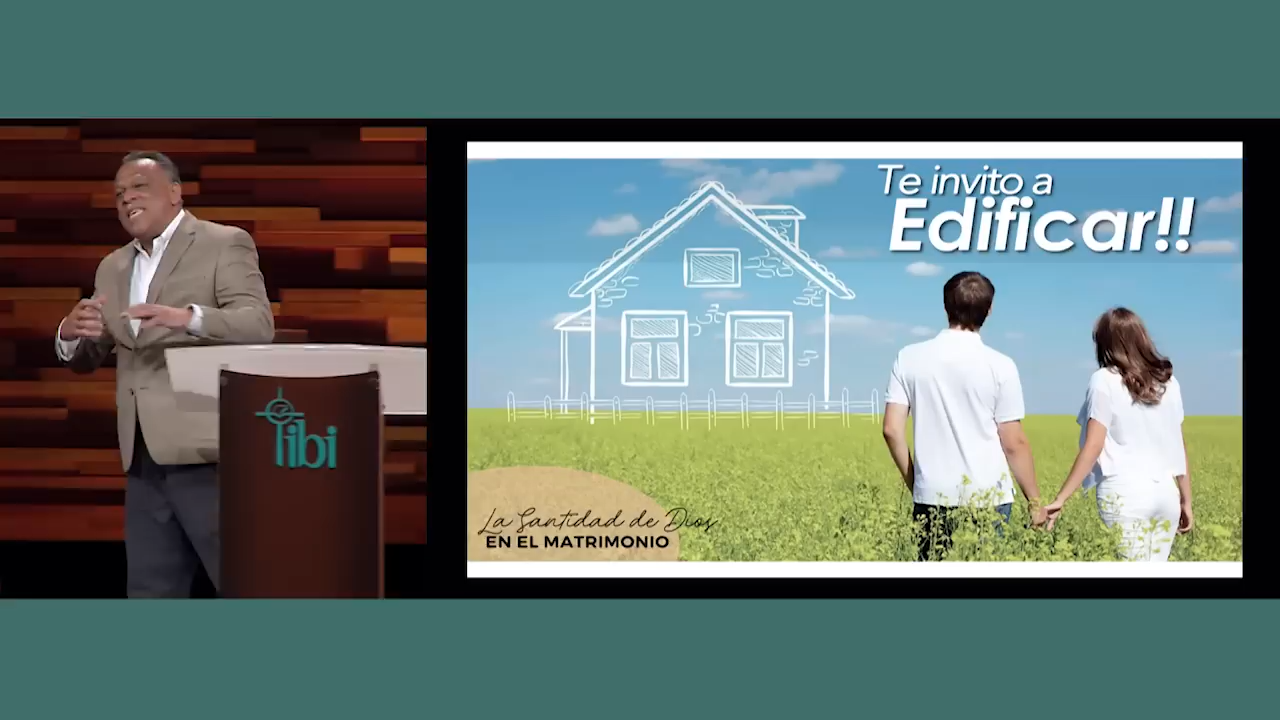 ibi
Te invito a
Edificar!!
La Santidad de Dios
EN EL MATRIMONIO